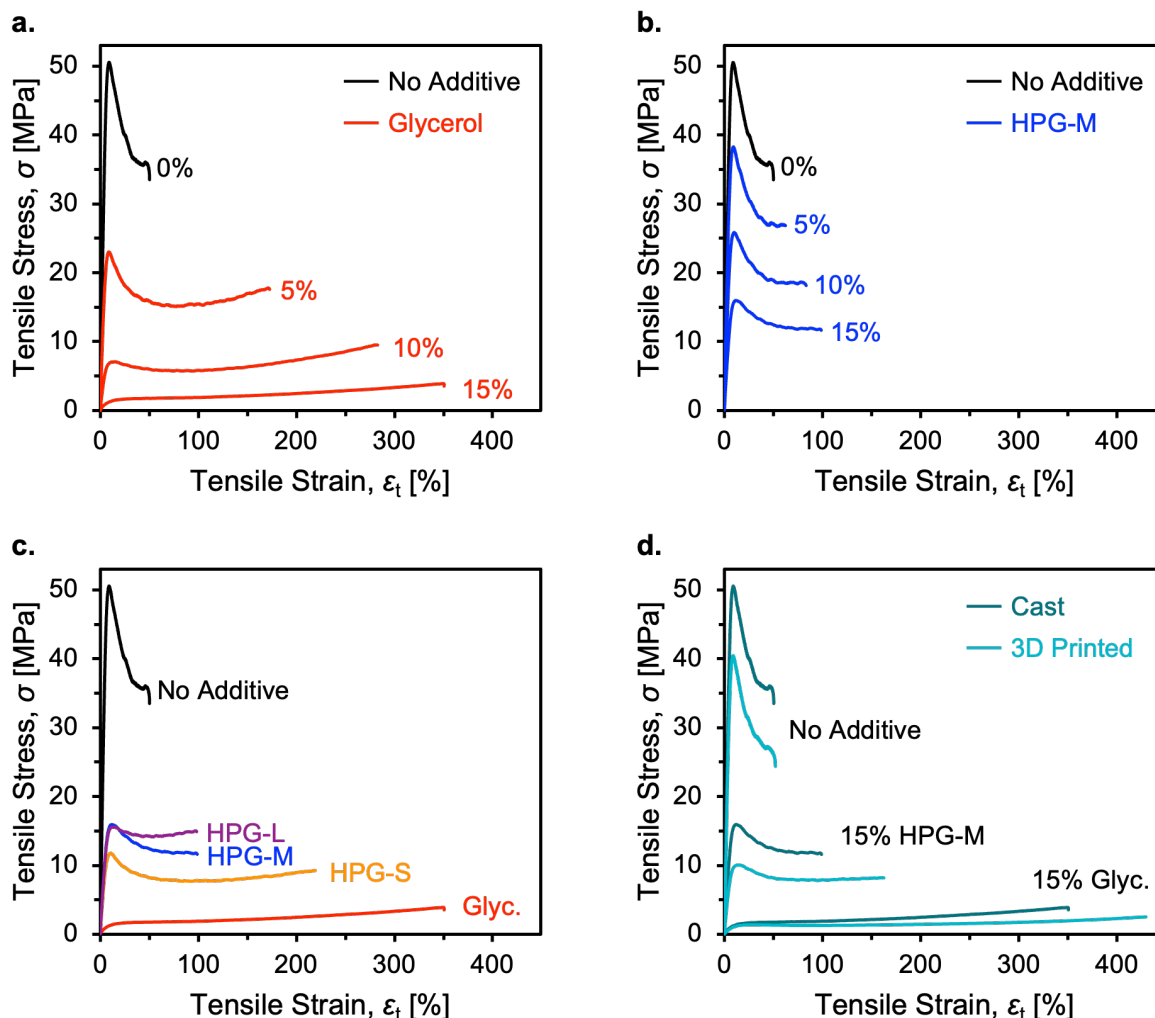 a.
Tensile Stress, σ [MPa]
50
40
30
20
10
0
No Additive
Glycerol
0%
5%
10%
15%
0 100 200 300 400
Tensile Strain, εt [%]
b.
Tensile Stress, σ [MPa]
50
40
30
20
10
0
No Additive
HPG-M
0%
5%
10%
15%
0 100 200 300 400
Tensile Strain, εt [%]
c.
Tensile Stress, σ [MPa]
50
40
30
20
10
0
No Additive
HPG-L
HPG-M
HPG-S
Glyc.
0 100 200 300 400
Tensile Strain, εt [%]
d.
Tensile Stress, σ [MPa]
50
40
30
20
10
0
Cast
3D Printed
No Additive
15% HPG-M
15% Glyc.
0 100 200 300 400
Tensile Strain, εt [%]